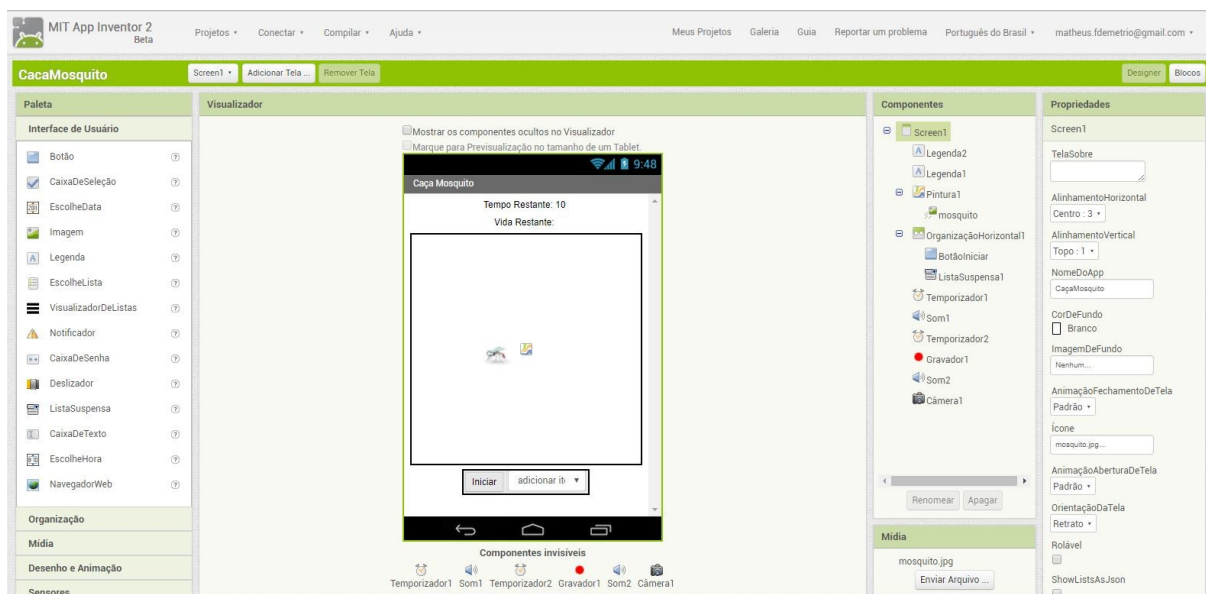 MIT App Inventor 2
Beta
Projetos Conectar Compilar Ajuda Meus Projetos Galeria Guia Reportar um problema Português do Brasil matheus.fdemetrio@gmail.com
CacaMosquito Screen1 Adicionar Tela ... Remover Tela Designer Blocos
Paleta
Interface de Usuário
Botão
CaixaDeSeleção
EscolheData
Imagem
Legenda
EscolheLista
VisualizadorDeListas
Notificador
CaixaDeSenha
Deslizador
ListaSuspensa
CaixaDeTexto
EscolheHora
NavegadorWeb
Organização
Mídia
Desenho e Animação
Sensores
Visualizador
Mostrar os componentes ocultos no Visualizador
Marque para Previsualização no tamanho de um Tablet.
9:48
Caça Mosquito
Tempo Restante: 10
Vida Restante:
Iniciar adicionar it
Componentes invisíveis
Temporizador1 Som1 Temporizador2 Gravador1 Som2 Câmera1
Componentes
Screen1
Legenda2
Legenda1
Pintura1
mosquito
OrganizaçãoHorizontal1
BotãoIniciar
ListaSuspensa1
Temporizador1
Som1
Temporizador2
Gravador1
Som2
Câmera1
Renomear Apagar
Mídia
mosquito.jpg
Enviar Arquivo ...
Propriedades
Screen1
TelaSobre
AlinhamentoHorizontal
Centro : 3
AlinhamentoVertical
Topo : 1
NomeDoApp
CaçaMosquito
CorDeFundo
Branco
ImagemDeFundo
Nenhum...
AnimaçãoFechamentoDeTela
Padrão
Ícone
mosquito.jpg...
AnimaçãoAberturaDeTela
Padrão
OrientaçãoDaTela
Retrato
Rolável
ShowListsAsJson